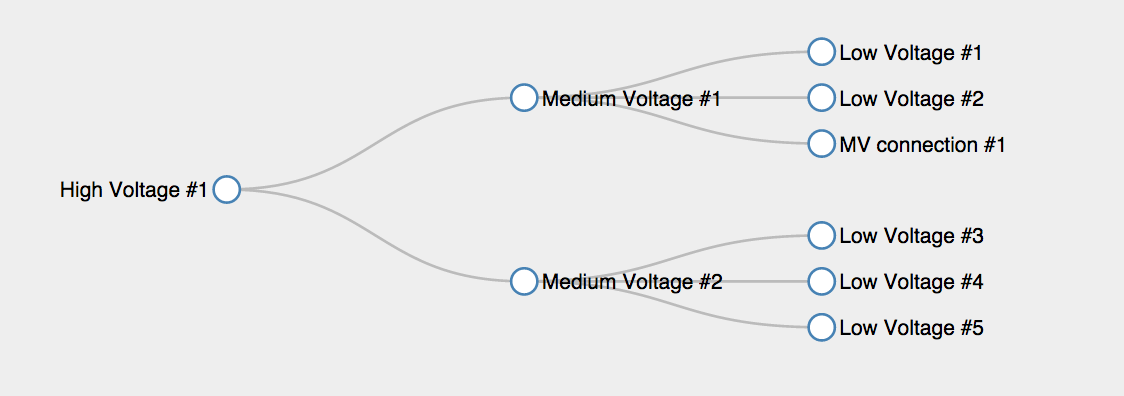 High Voltage #1
Medium Voltage #1
Low Voltage #1
Low Voltage #2
MV connection #1
Medium Voltage #2
Low Voltage #3
Low Voltage #4
Low Voltage #5